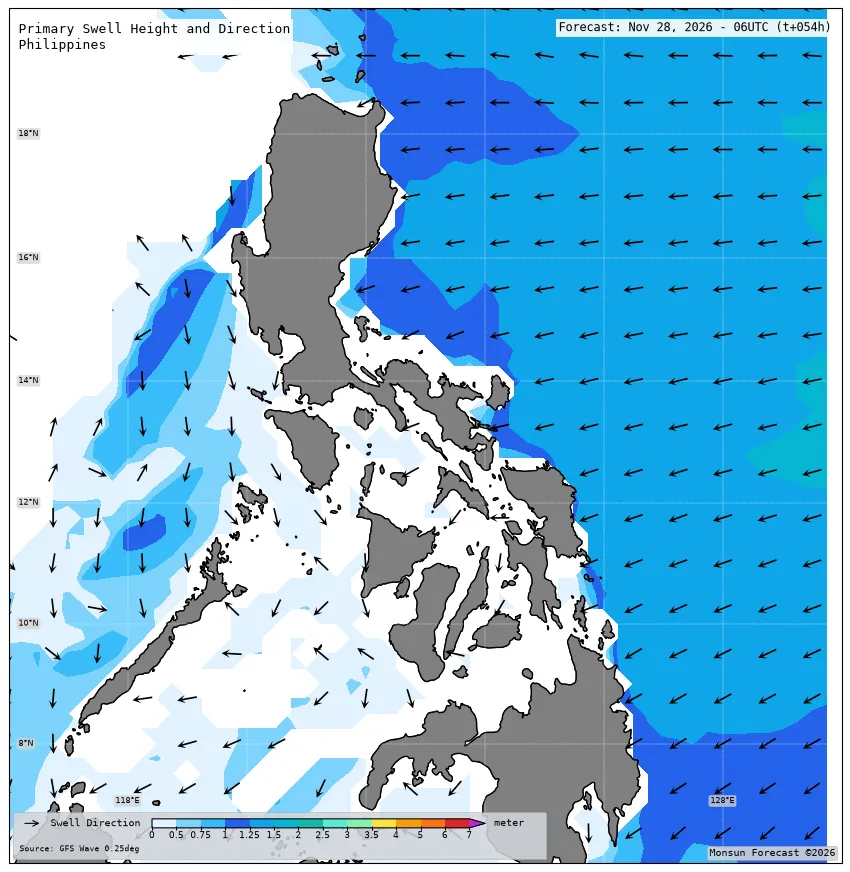 Primary Swell Height and Direction
Philippines
Forecast: Nov 28, 2026 - 06UTC (t+054h)
18°N
16°N
14°N
12°N
10°N
8°N
118°E
128°E
Swell Direction
0 0.5 0.75 1 1.25 1.5 2 2.5 3 3.5 4 5 6 7
meter
Source: GFS Wave 0.25deg
Monsun Forecast ©2026